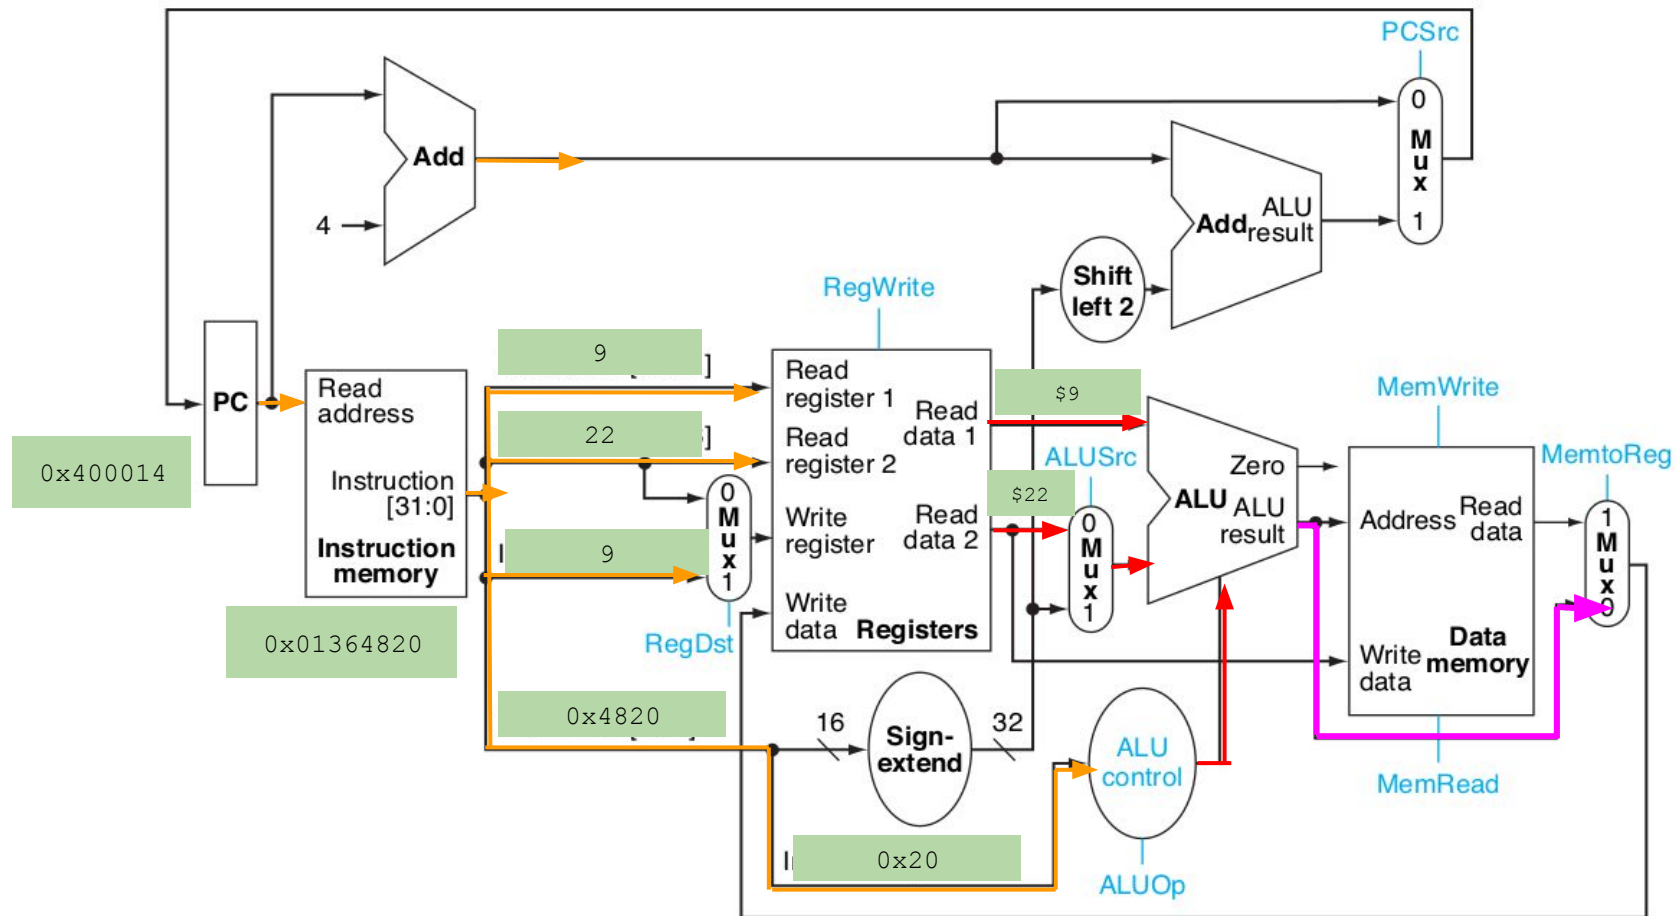 PCSrc
0
M
u
x
1
Add
4
Add
ALU
result
Shift
left 2
RegWrite
9
]
PC
Read
address
Read
register 1
$9
MemWrite
Read
data 1
22
]
Read
register 2
0x400014
ALUSrc
MemtoReg
Zero
Instruction
[31:0]
0
M
u
x
1
$22
ALU
ALU
result
Write
register
Read
data 2
0
M
u
x
1
Address
Read
data
1
M
u
x
0
Instruction
memory
9
Write
data
Registers
RegDst
0x01364820
Write
data
Data
memory
0x4820
16
Sign-
extend
32
ALU
control
MemRead
0x20
ALUOp